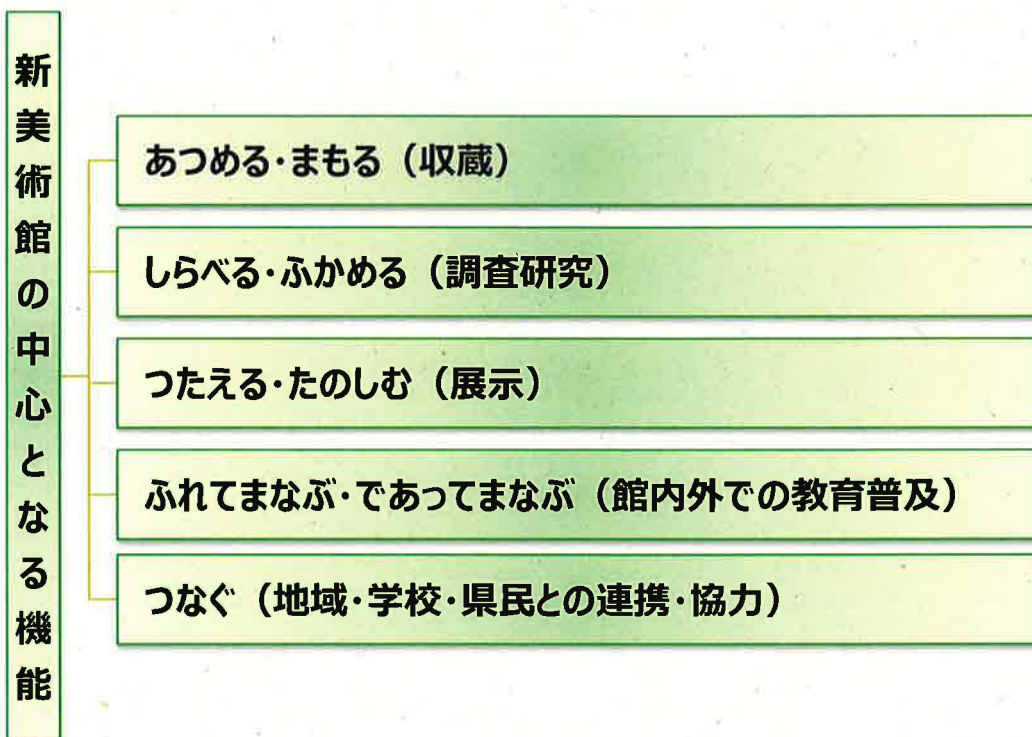 新美術館の中心となる機能
あつめる・まもる（収蔵）
しらべる・ふかめる（調査研究）
つたえる・たのしむ（展示）
ふれてまなぶ・であってまなぶ（館内外での教育普及）
つなぐ（地域・学校・県民との連携・協力）